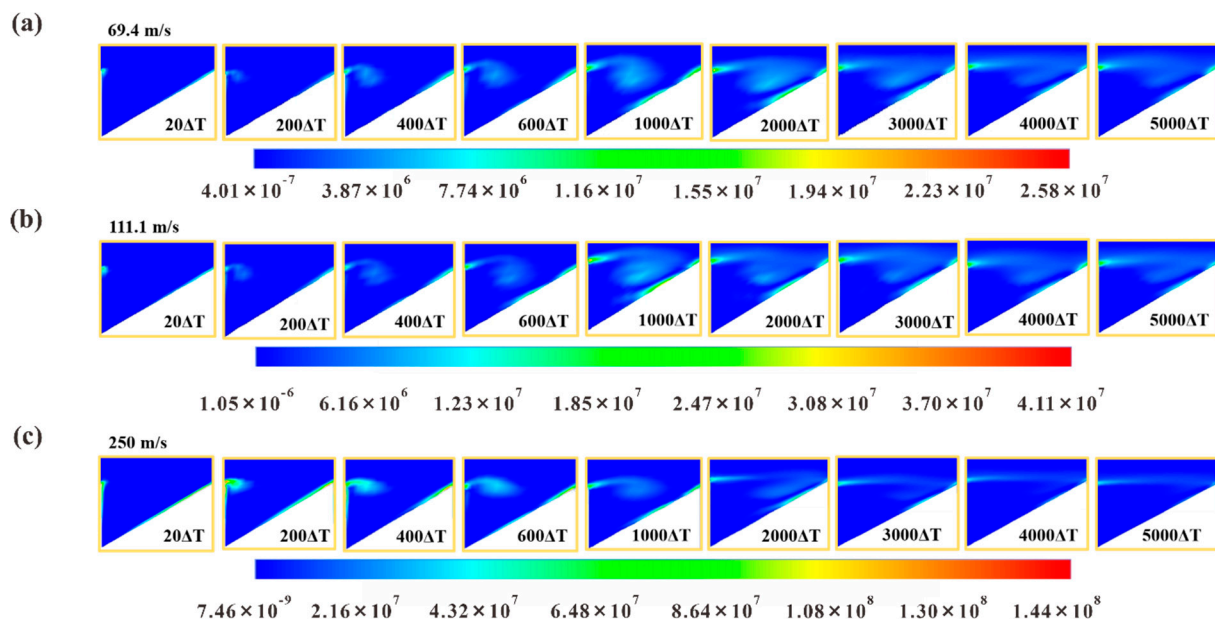 (a)
69.4 m/s
20ΔT 200ΔT 400ΔT 600ΔT 1000ΔT 2000ΔT 3000ΔT 4000ΔT 5000ΔT
4.01×10⁻⁷ 3.87×10⁶ 7.74×10⁶ 1.16×10⁷ 1.55×10⁷ 1.94×10⁷ 2.23×10⁷ 2.58×10⁷
(b)
111.1 m/s
20ΔT 200ΔT 400ΔT 600ΔT 1000ΔT 2000ΔT 3000ΔT 4000ΔT 5000ΔT
1.05×10⁻⁶ 6.16×10⁶ 1.23×10⁷ 1.85×10⁷ 2.47×10⁷ 3.08×10⁷ 3.70×10⁷ 4.11×10⁷
(c)
250 m/s
20ΔT 200ΔT 400ΔT 600ΔT 1000ΔT 2000ΔT 3000ΔT 4000ΔT 5000ΔT
7.46×10⁻⁹ 2.16×10⁷ 4.32×10⁷ 6.48×10⁷ 8.64×10⁷ 1.08×10⁸ 1.30×10⁸ 1.44×10⁸